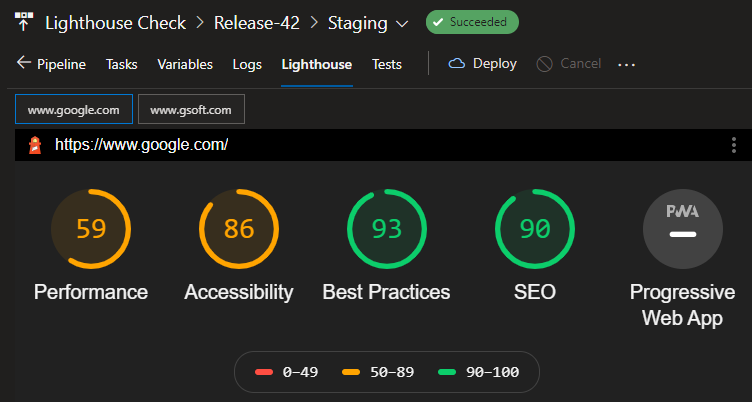 Lighthouse Check > Release-42 > Staging Succeeded
Pipeline Tasks Variables Logs Lighthouse Tests Deploy Cancel ...
www.google.com www.gsoft.com
https://www.google.com/
59 86 93 90 PWA
Performance Accessibility Best Practices SEO Progressive
Web App
0–49 50–89 90–100